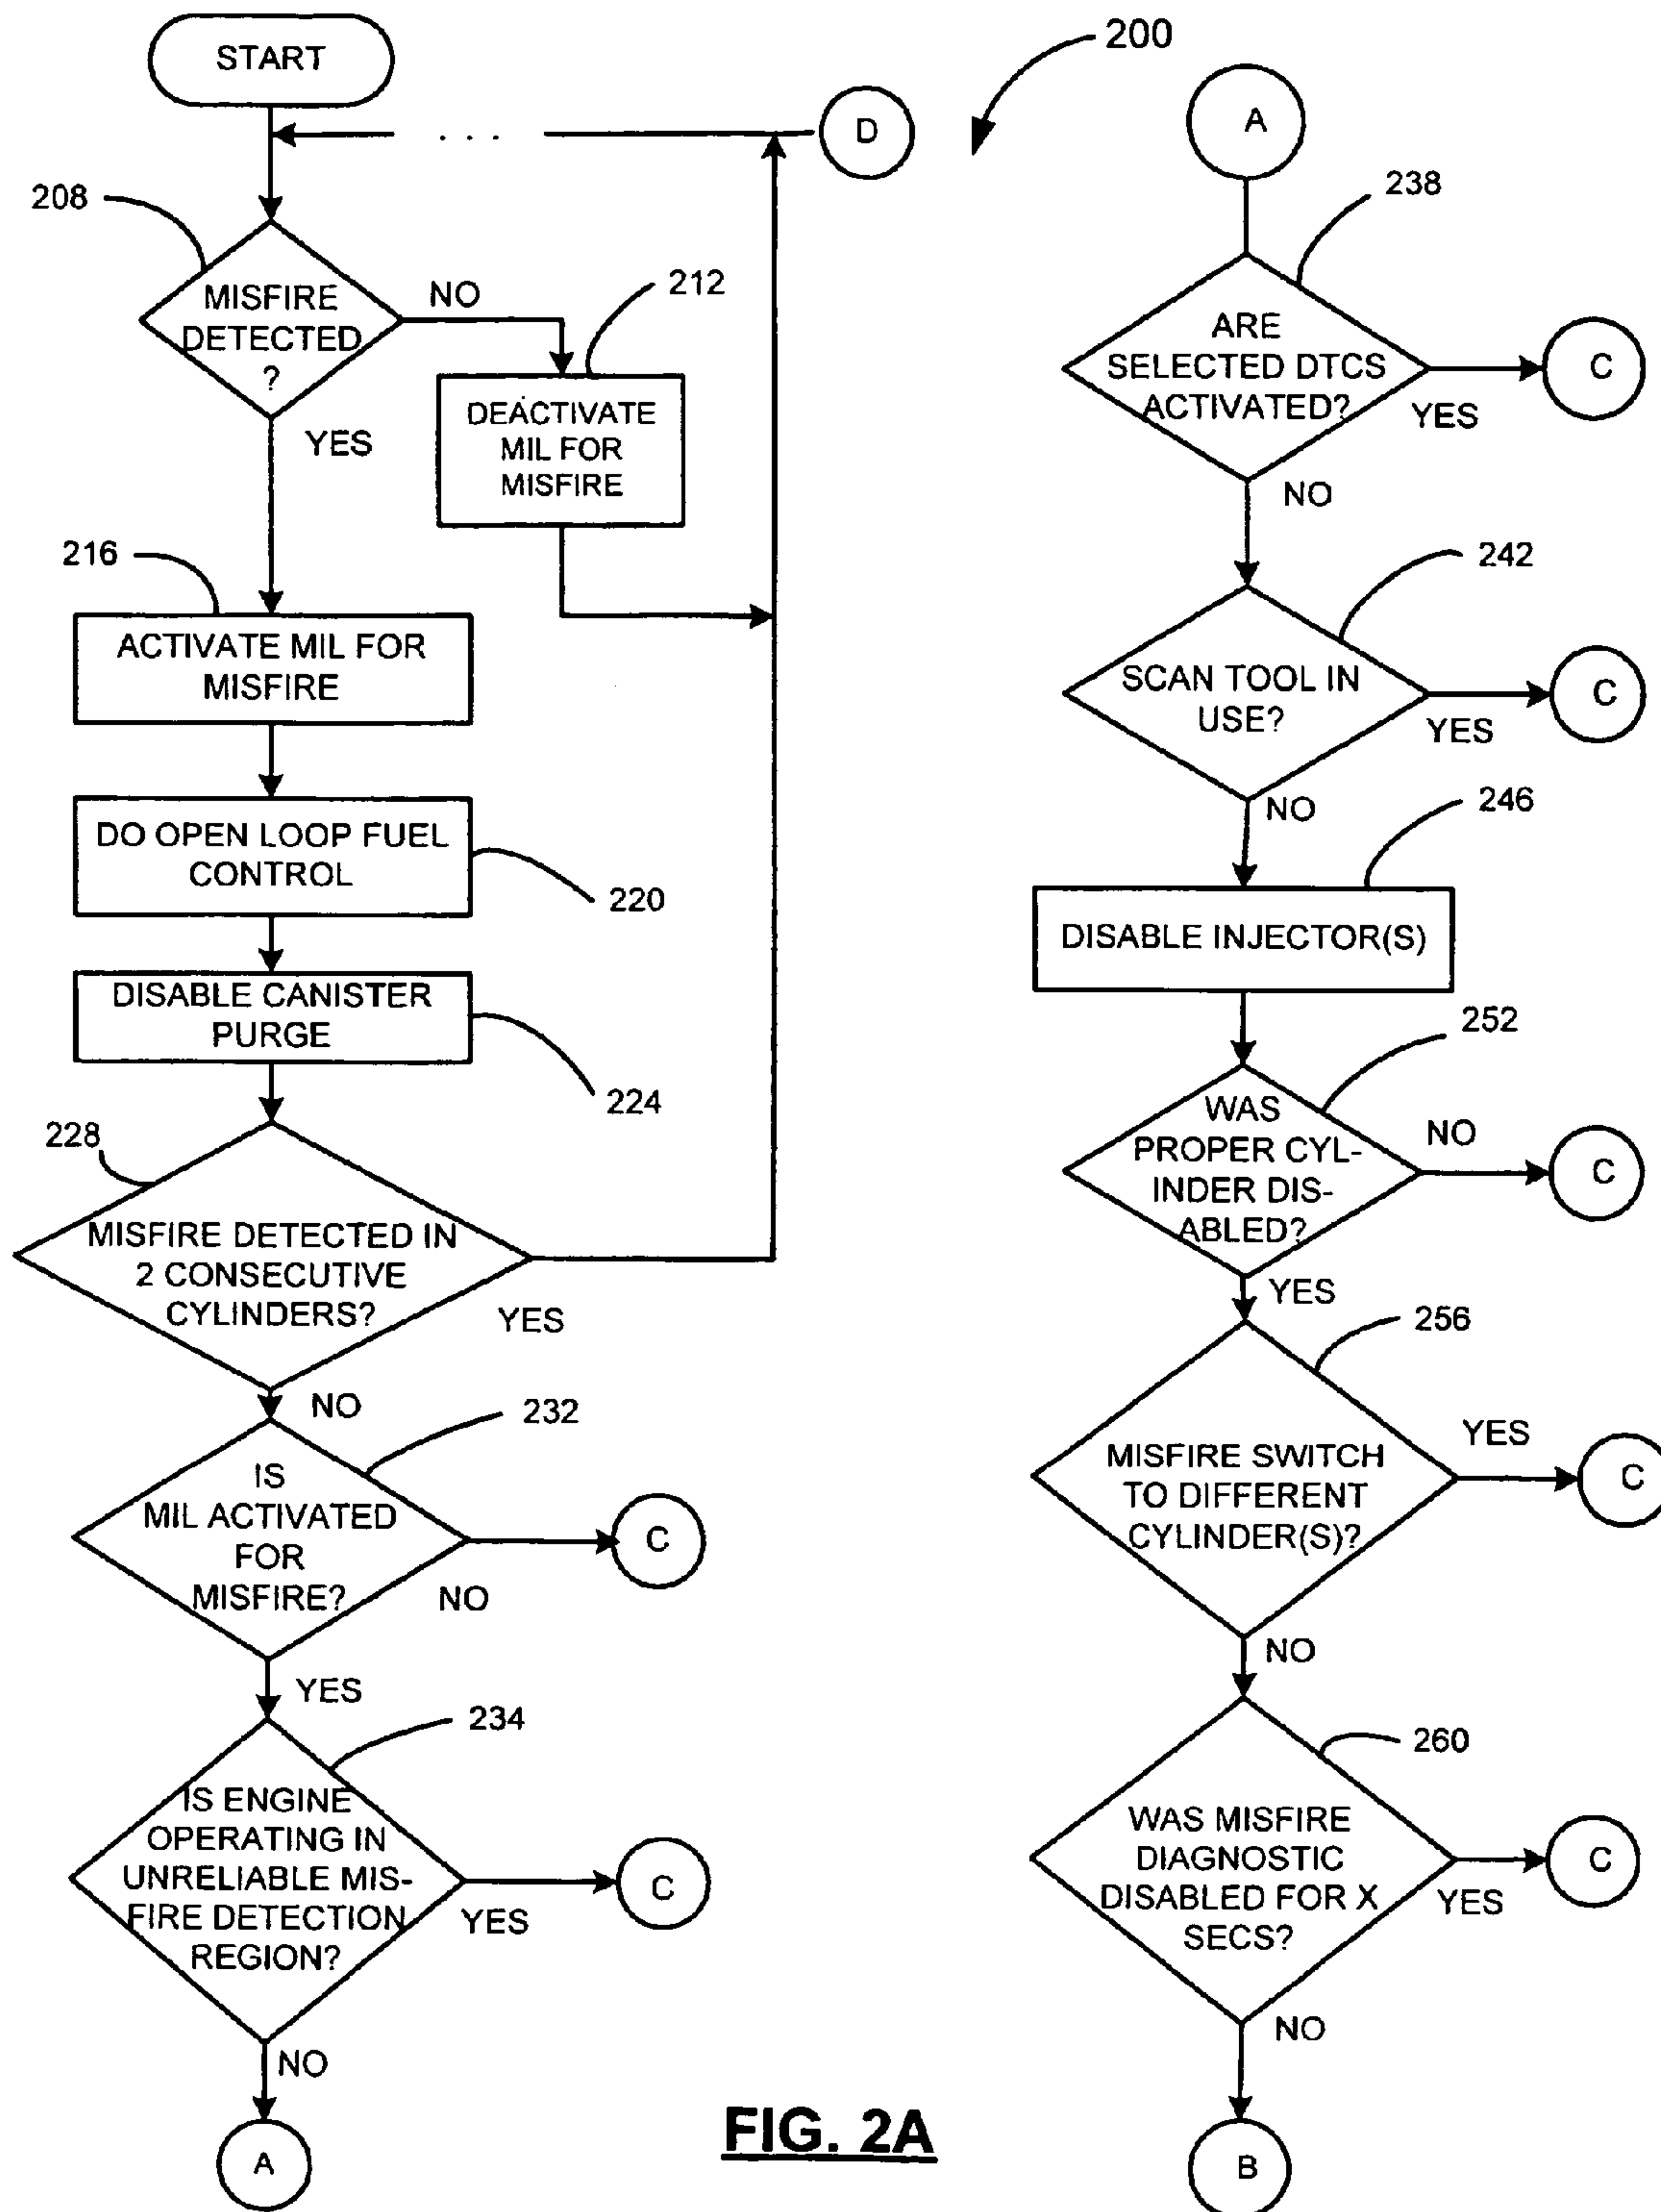 START
200
D
208
MISFIRE
DETECTED
?
NO
212
DEACTIVATE
MIL FOR
MISFIRE
YES
216
ACTIVATE MIL FOR
MISFIRE
DO OPEN LOOP FUEL
CONTROL
220
DISABLE CANISTER
PURGE
224
228
MISFIRE DETECTED IN
2 CONSECUTIVE
CYLINDERS?
YES
NO
232
IS
MIL ACTIVATED
FOR
MISFIRE?
C
NO
YES
234
IS ENGINE
OPERATING IN
UNRELIABLE MIS-
FIRE DETECTION
REGION?
C
YES
NO
A
A
238
ARE
SELECTED DTCS
ACTIVATED?
C
YES
NO
242
SCAN TOOL IN
USE?
C
YES
NO
246
DISABLE INJECTOR(S)
252
WAS
PROPER CYL-
INDER DIS-
ABLED?
NO
C
YES
256
MISFIRE SWITCH
TO DIFFERENT
CYLINDER(S)?
YES
C
NO
260
WAS MISFIRE
DIAGNOSTIC
DISABLED FOR X
SECS?
C
YES
NO
B
FIG. 2A